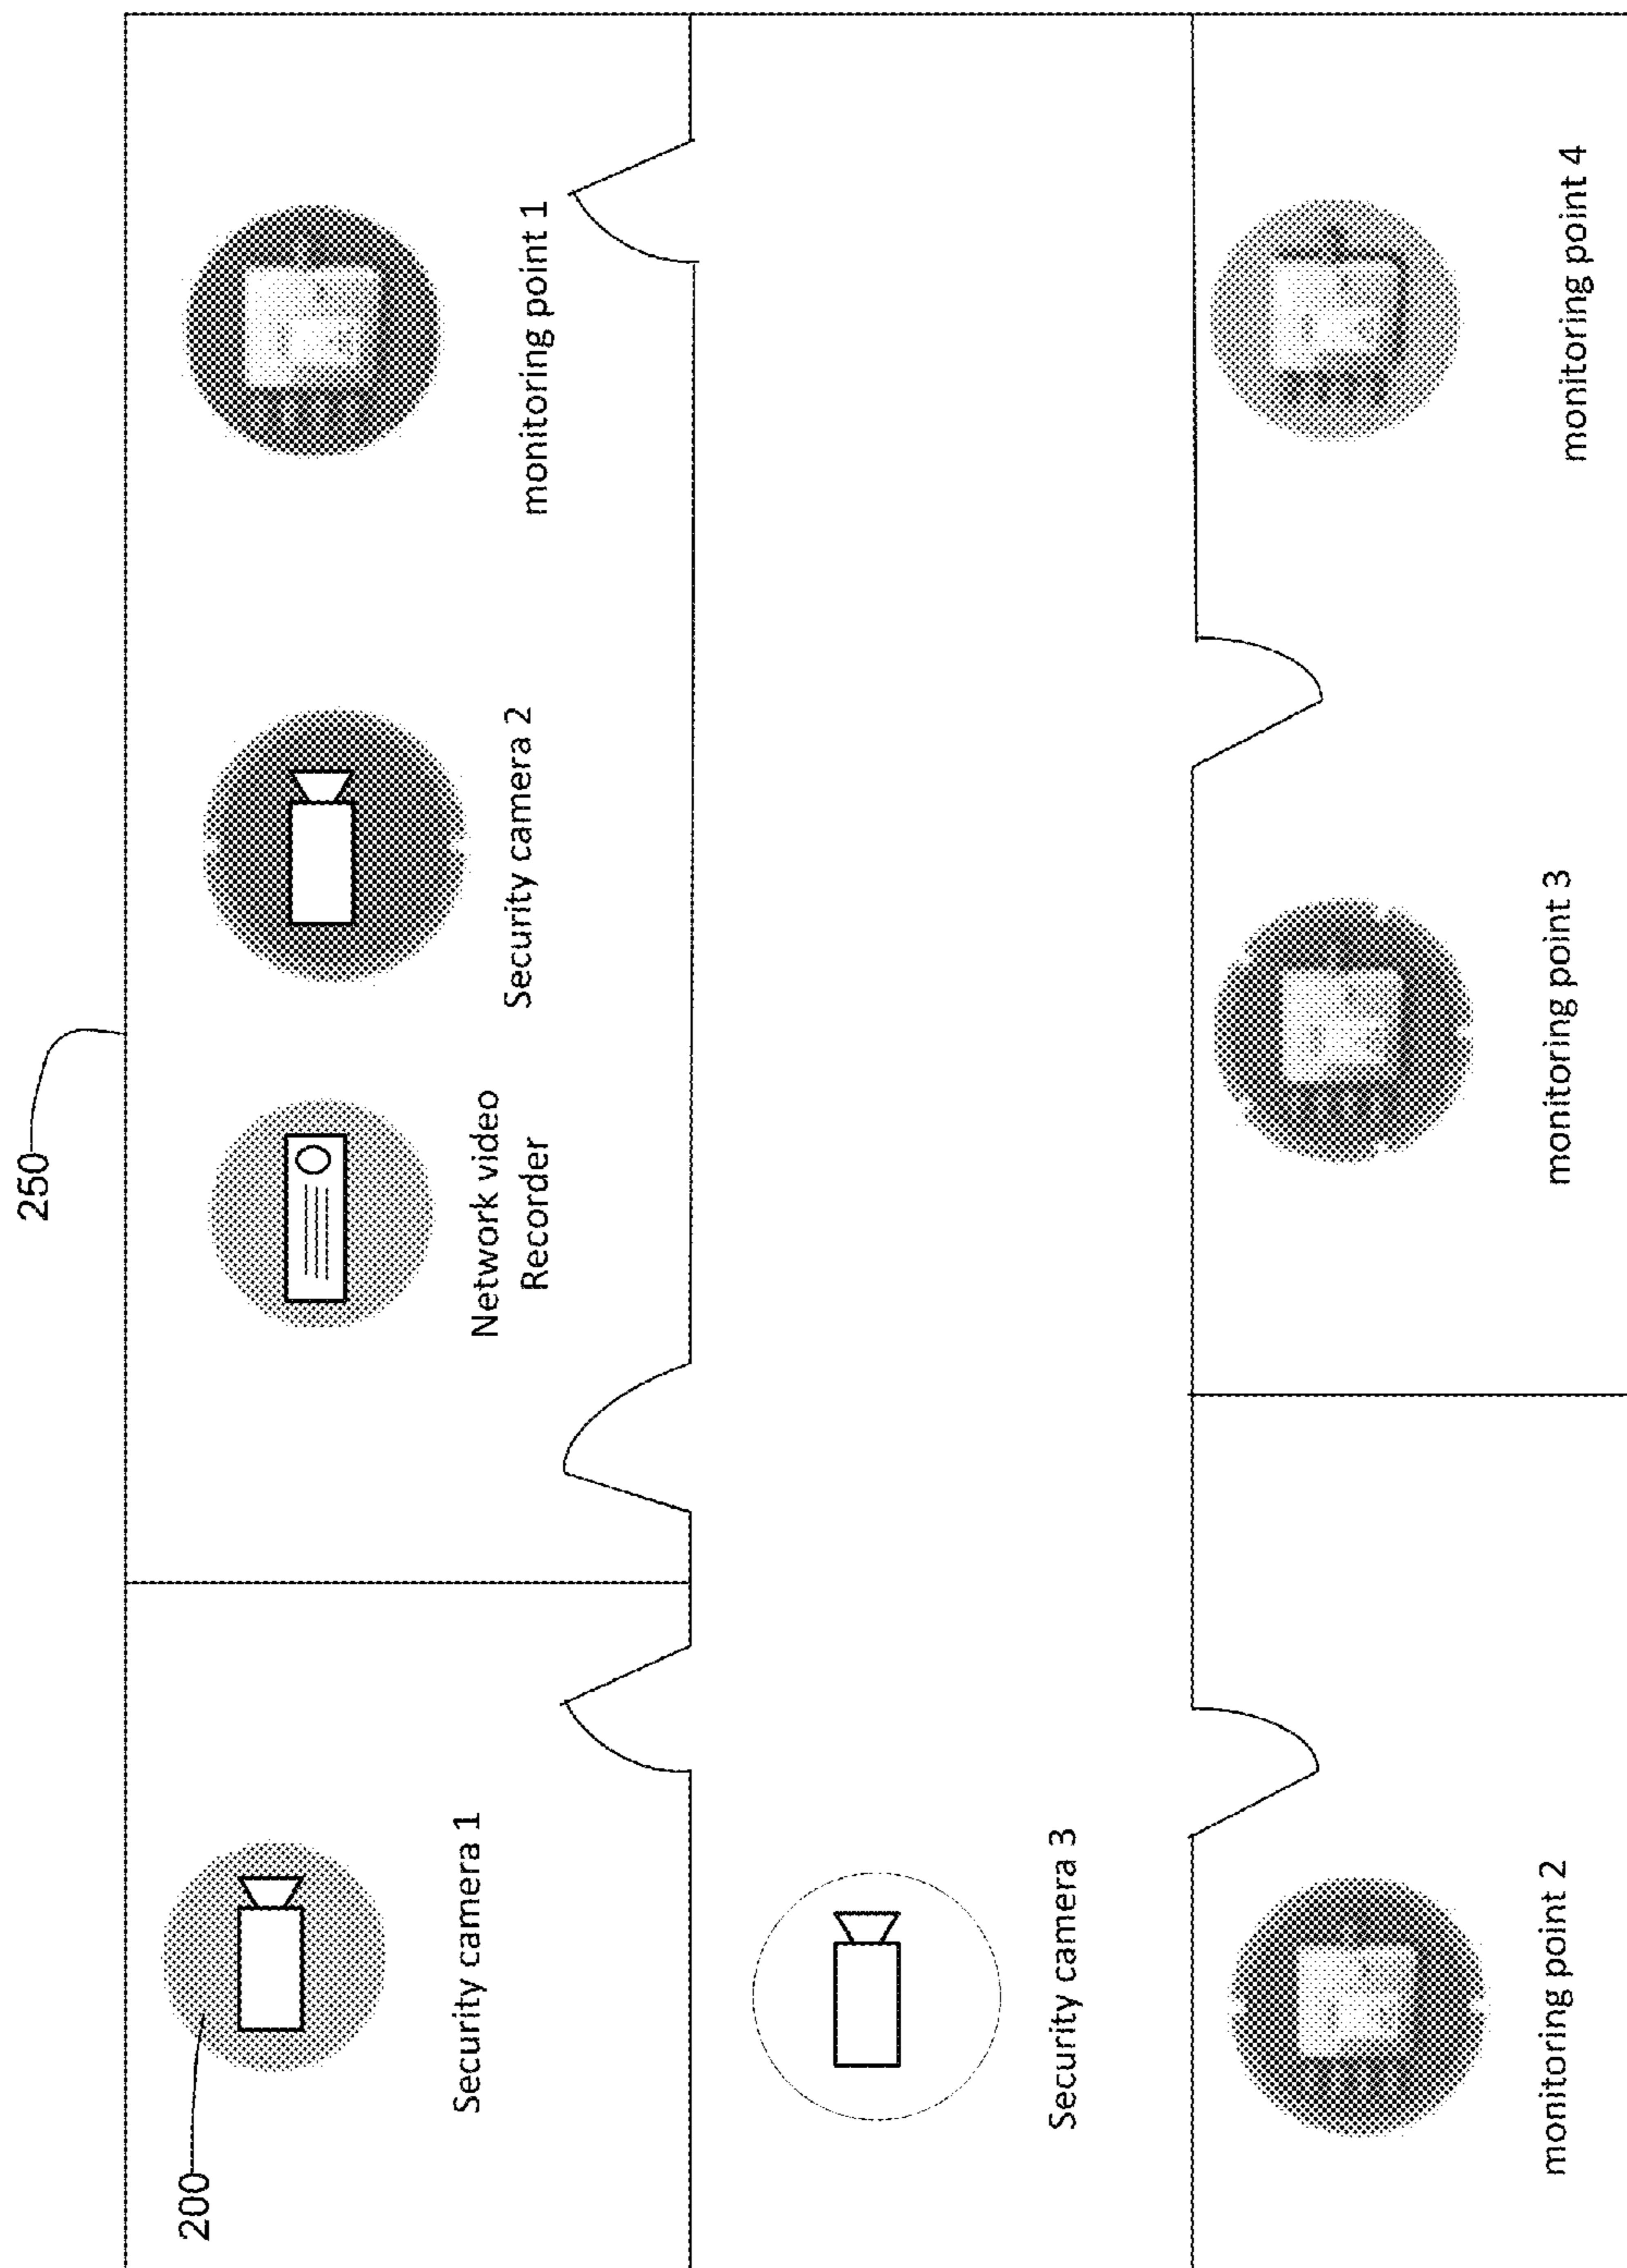 250
200
Security camera 1
Network video
Recorder
Security camera 2
monitoring point 1
Security camera 3
monitoring point 2
monitoring point 3
monitoring point 4